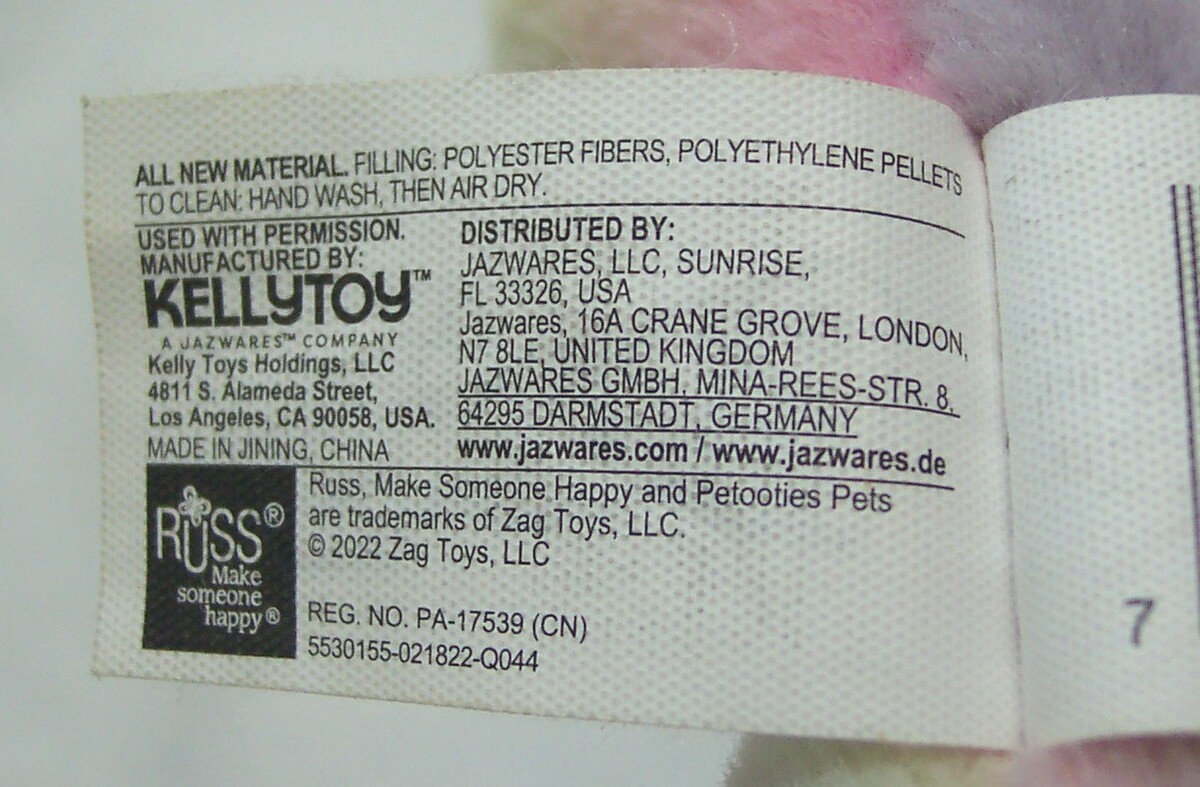 ALL NEW MATERIAL. FILLING: POLYESTER FIBERS, POLYETHYLENE PELLETS
TO CLEAN: HAND WASH, THEN AIR DRY.
USED WITH PERMISSION.
MANUFACTURED BY:
KELLYTOY™
A JAZWARES™ COMPANY
Kelly Toys Holdings, LLC
4811 S. Alameda Street,
Los Angeles, CA 90058, USA.
MADE IN JINING, CHINA
DISTRIBUTED BY:
JAZWARES, LLC, SUNRISE,
FL 33326, USA
Jazwares, 16A CRANE GROVE, LONDON,
N7 8LE, UNITED KINGDOM
JAZWARES GMBH, MINA-REES-STR. 8,
64295 DARMSTADT, GERMANY
www.jazwares.com / www.jazwares.de
RUSS®
Make
someone
happy®
Russ, Make Someone Happy and Petooties Pets
are trademarks of Zag Toys, LLC.
© 2022 Zag Toys, LLC
REG. NO. PA-17539 (CN)
5530155-021822-Q044
7